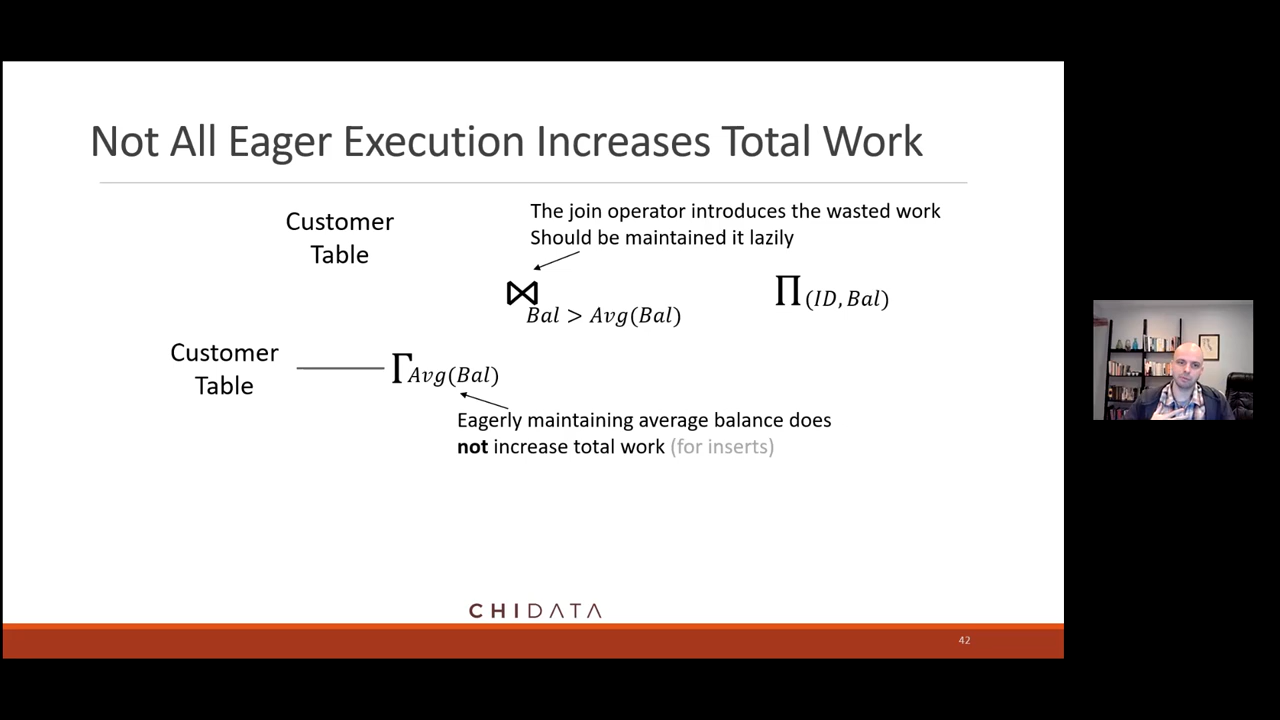 Not All Eager Execution Increases Total Work
Customer
Table
The join operator introduces the wasted work
Should be maintained it lazily
⋈
Bal > Avg(Bal)
Π(ID, Bal)
Customer
Table
ΓAvg(Bal)
Eagerly maintaining average balance does
not increase total work (for inserts)
CHIDATA
42